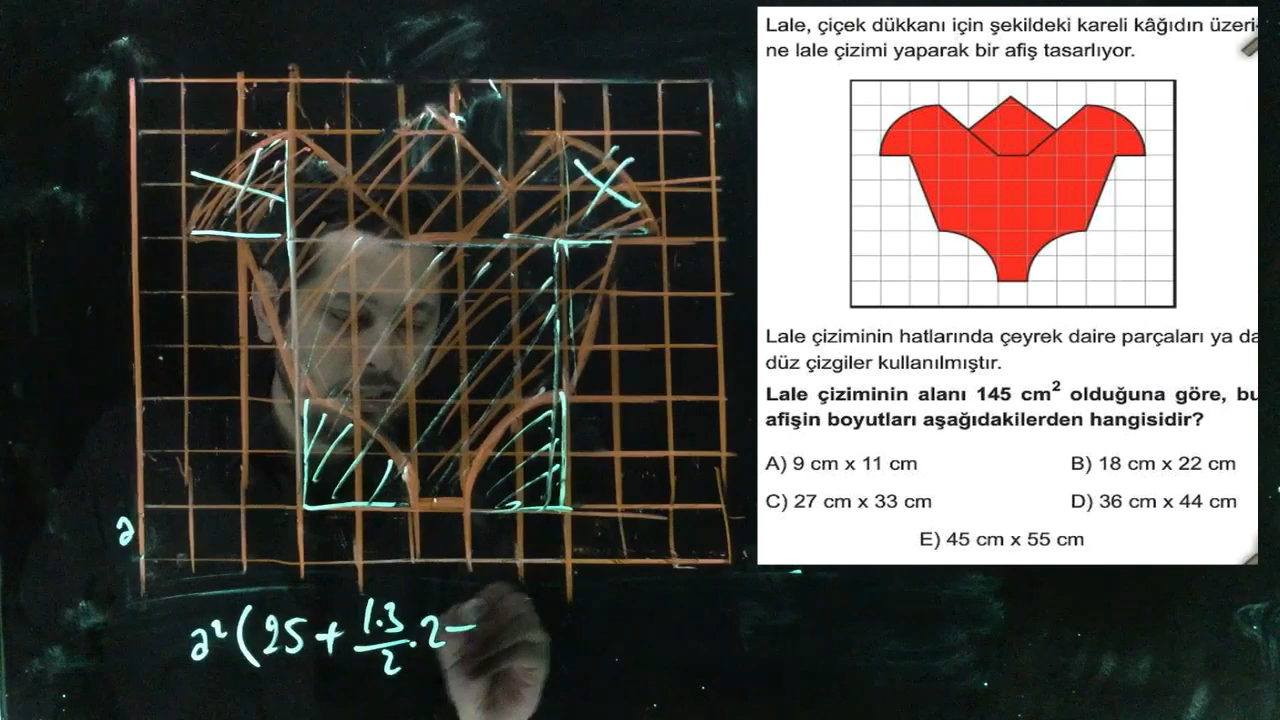 Lale, çiçek dükkanı için şekildeki kareli kâğıdın üzeri-
ne lale çizimi yaparak bir afiş tasarlıyor.
Lale çiziminin hatlarında çeyrek daire parçaları ya da
düz çizgiler kullanılmıştır.
Lale çiziminin alanı 145 cm² olduğuna göre, bu
afişin boyutları aşağıdakilerden hangisidir?
A) 9 cm x 11 cm B) 18 cm x 22 cm
C) 27 cm x 33 cm D) 36 cm x 44 cm
E) 45 cm x 55 cm
a
a² (25 + 1.3/2 . 2 –